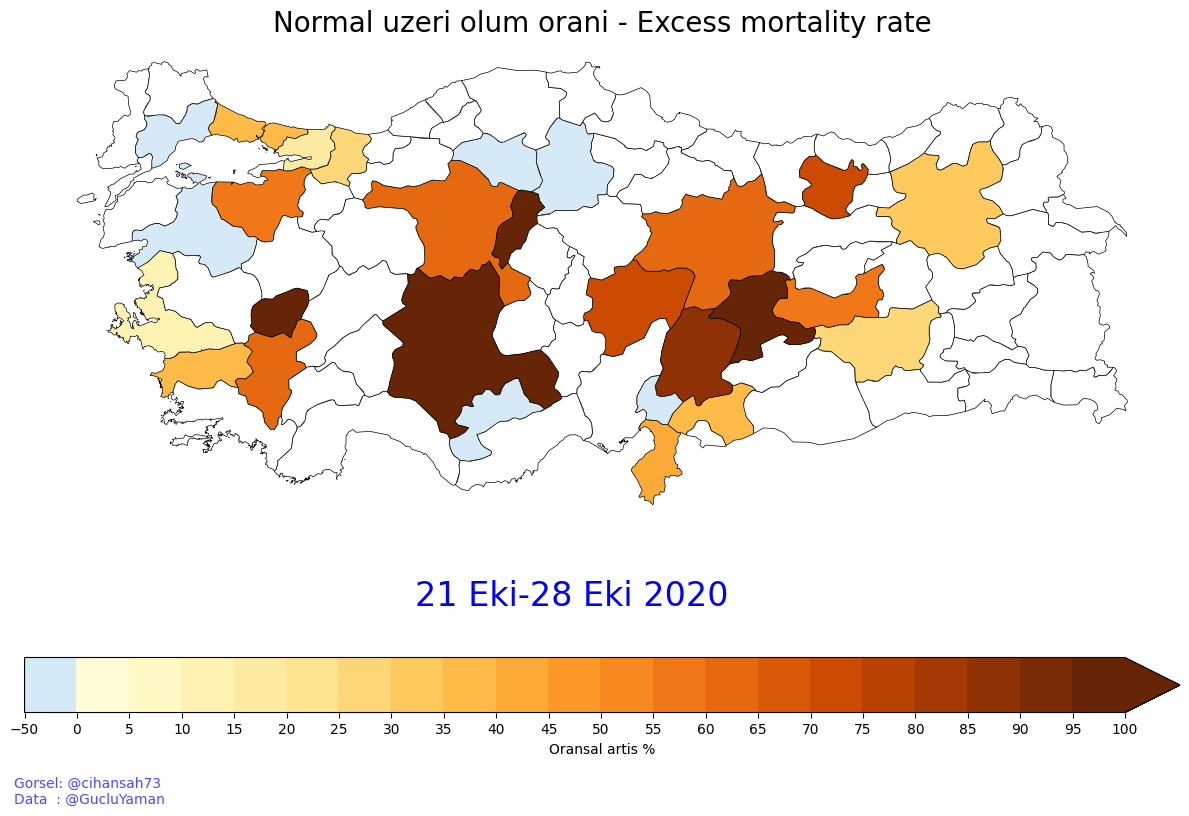 Normal uzeri olum orani - Excess mortality rate
21 Eki-28 Eki 2020
−50 0 5 10 15 20 25 30 35 40 45 50 55 60 65 70 75 80 85 90 95 100
Oransal artis %
Gorsel: @cihansah73
Data  : @GucluYaman